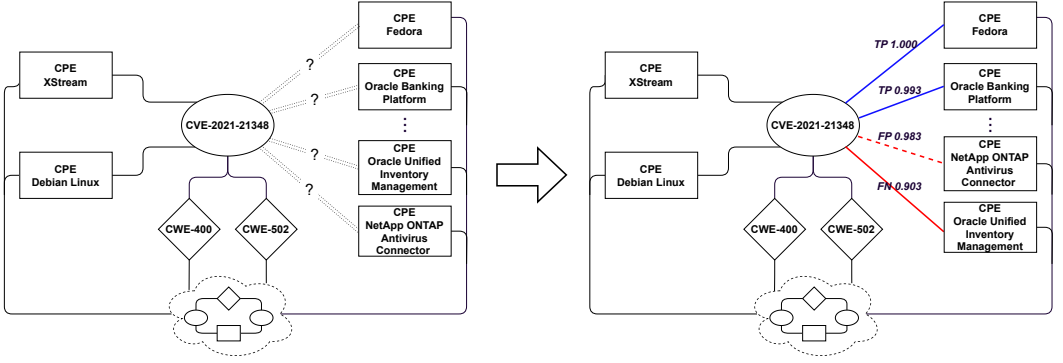 CPE
XStream
CPE
Debian Linux
CVE-2021-21348
CWE-400
CWE-502
?
?
?
?
CPE
Fedora
CPE
Oracle Banking
Platform
CPE
Oracle Unified
Inventory
Management
CPE
NetApp ONTAP
Antivirus
Connector
CPE
XStream
CPE
Debian Linux
CVE-2021-21348
CWE-400
CWE-502
TP 1.000
TP 0.993
FP 0.983
FN 0.903
CPE
Fedora
CPE
Oracle Banking
Platform
CPE
NetApp ONTAP
Antivirus
Connector
CPE
Oracle Unified
Inventory
Management